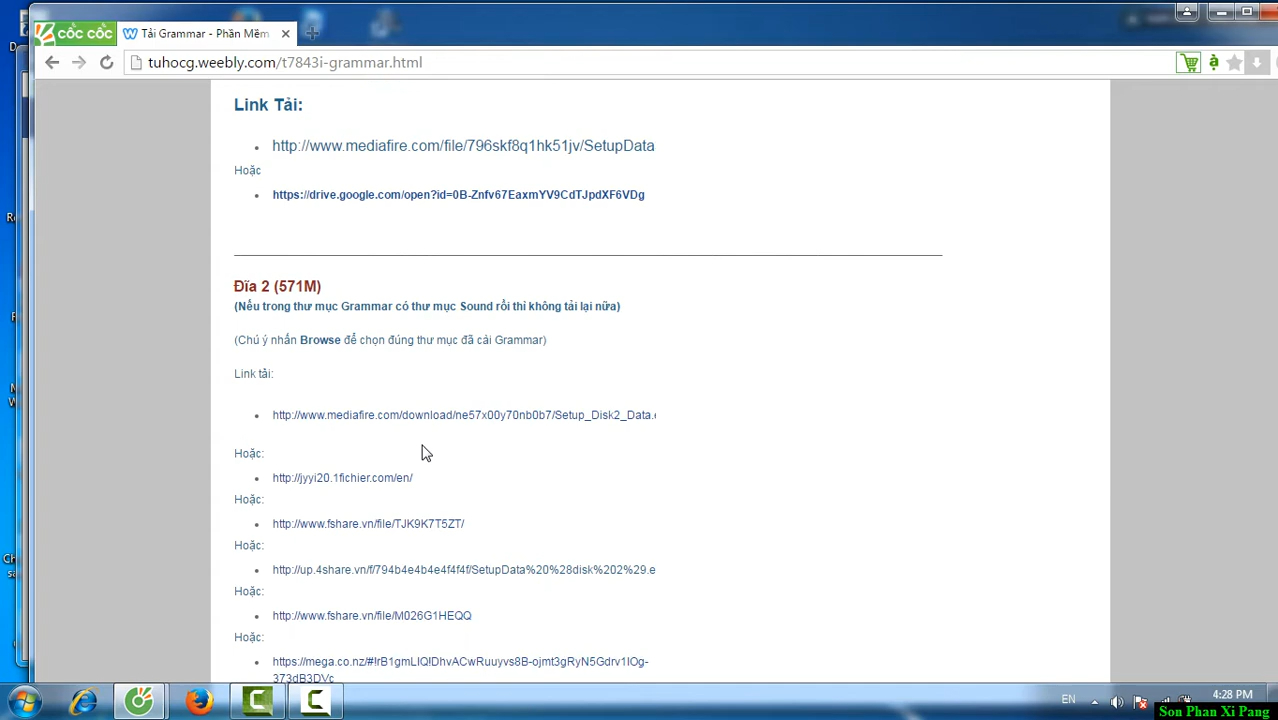 CỐC CỐC
Tải Grammar - Phần Mềm
tuhocg.weebly.com/t7843i-grammar.html
Link Tải:
http://www.mediafire.com/file/796skf8q1hk51jv/SetupData
Hoặc
https://drive.google.com/open?id=0B-Znfv67EaxmYV9CdTJpdXF6VDg
Đĩa 2 (571M)
(Nếu trong thư mục Grammar có thư mục Sound rồi thì không tải lại nữa)
(Chú ý nhấn Browse để chọn đúng thư mục đã cài Grammar)
Link tải:
http://www.mediafire.com/download/ne57x00y70nb0b7/Setup_Disk2_Data.e
Hoặc:
http://jyyi20.1fichier.com/en/
Hoặc:
http://www.fshare.vn/file/TJK9K7T5ZT/
Hoặc:
http://up.4share.vn/f/794b4e4b4e4f4f4f/SetupData%20%28disk%202%29.e
Hoặc:
http://www.fshare.vn/file/M026G1HEQQ
Hoặc:
https://mega.co.nz/#!rB1gmLIQ!DhvACwRuuyvs8B-ojmt3gRyN5Gdrv1IOg-
373dB3DVc
EN
4:28 PM
Son Phan Xi Pang